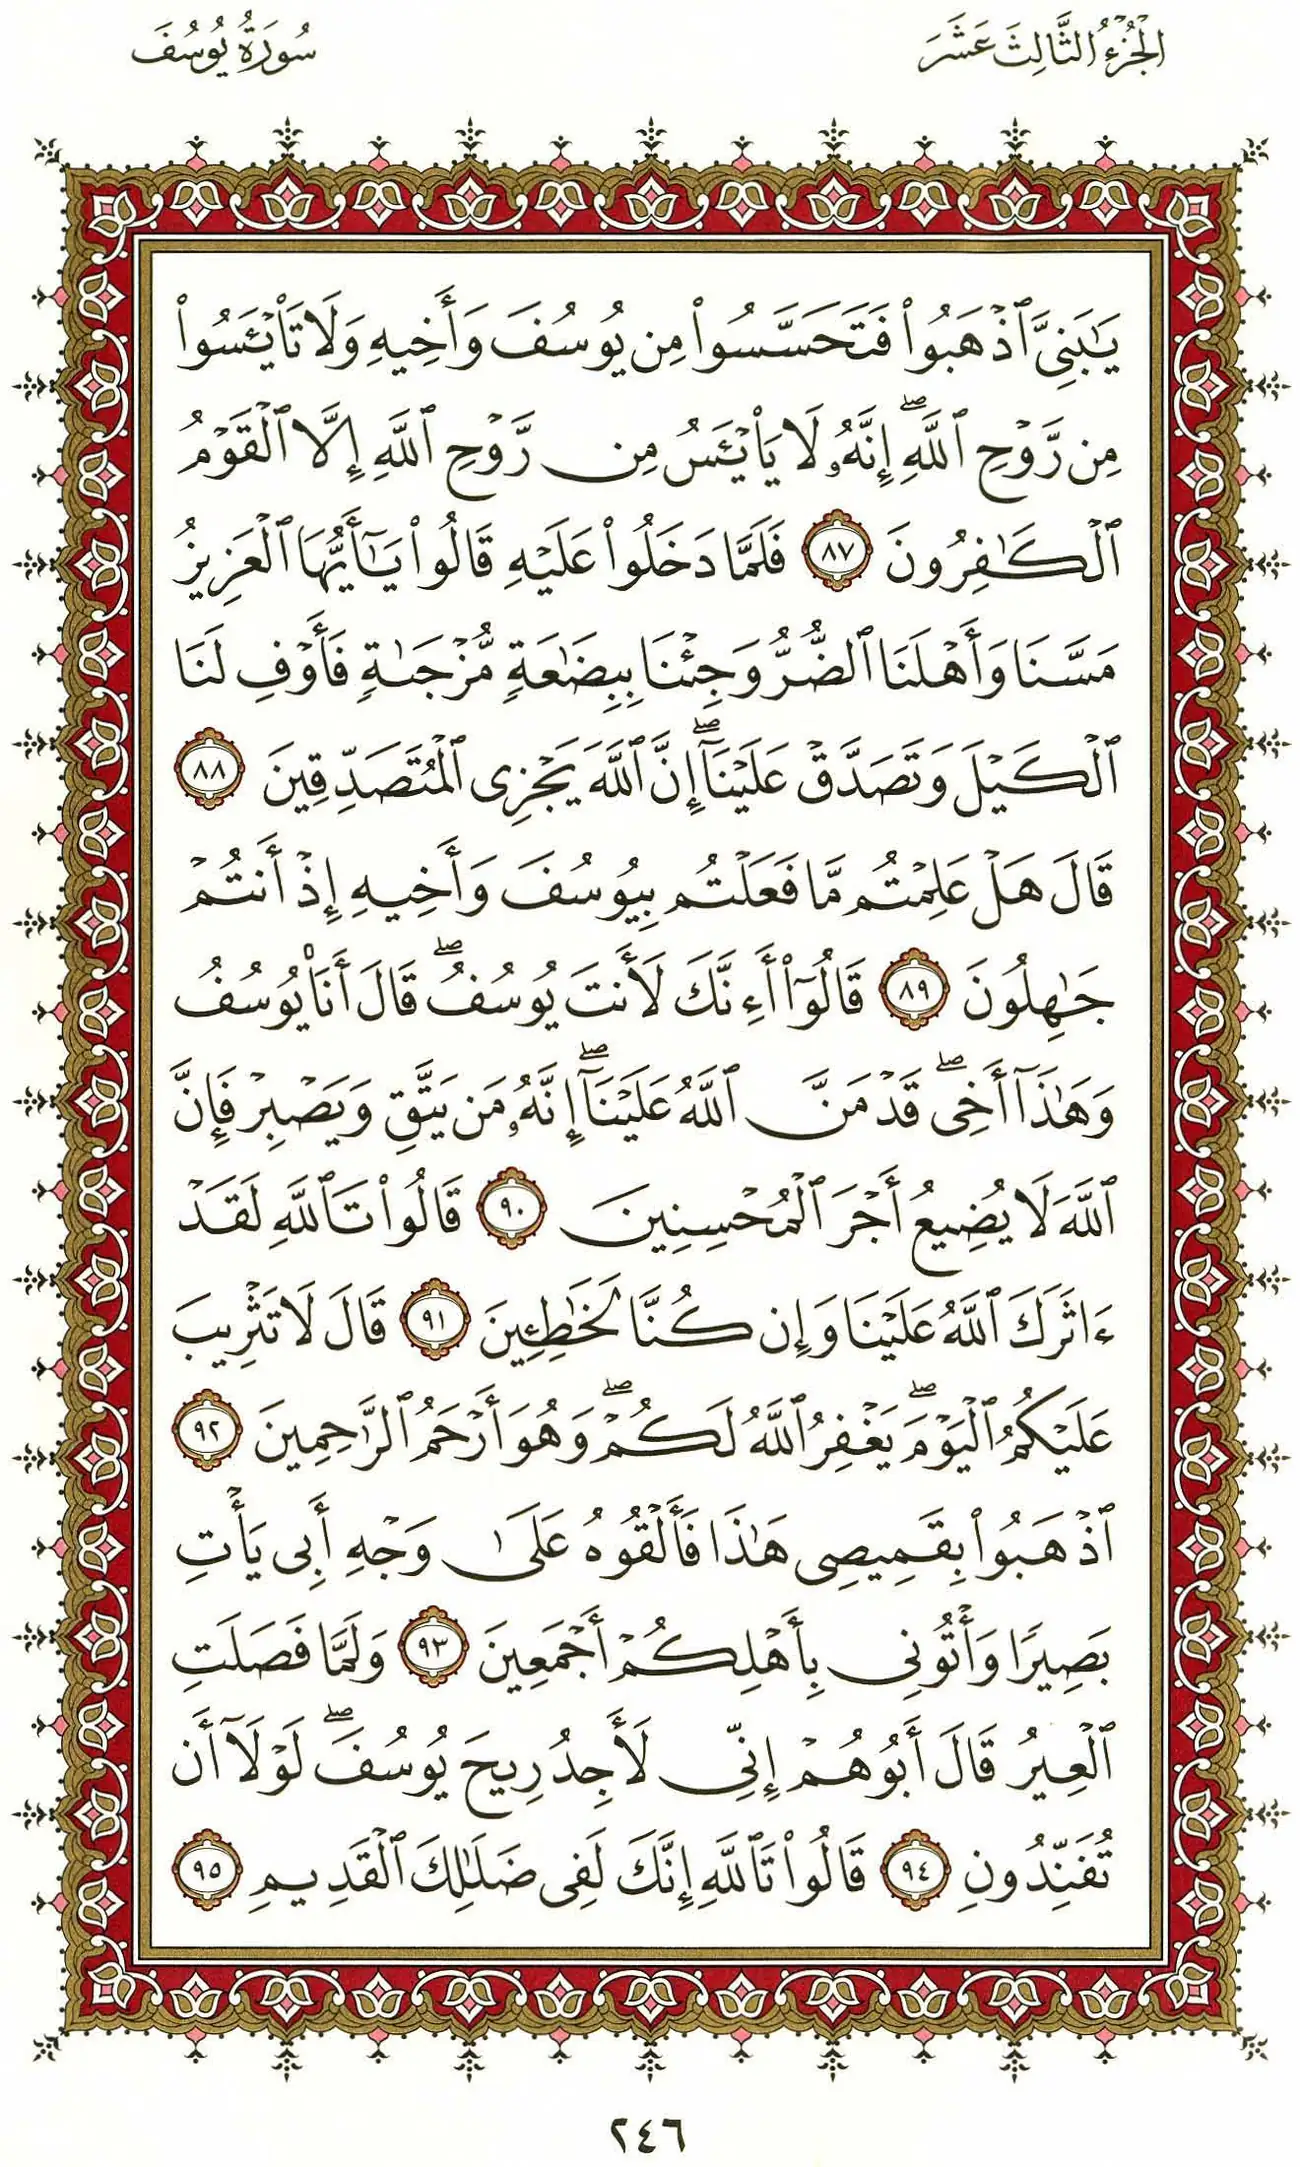 الجُزْءُ الثَّالِثَ عَشَرَ
سُورَةُ يُوسُفَ
يَٰبَنِىَّ ٱذْهَبُوا۟ فَتَحَسَّسُوا۟ مِن يُوسُفَ وَأَخِيهِ وَلَا تَا۟يْـَٔسُوا۟
مِن رَّوْحِ ٱللَّهِ ۖ إِنَّهُۥ لَا يَا۟يْـَٔسُ مِن رَّوْحِ ٱللَّهِ إِلَّا ٱلْقَوْمُ
ٱلْكَٰفِرُونَ ٨٧ فَلَمَّا دَخَلُوا۟ عَلَيْهِ قَالُوا۟ يَٰٓأَيُّهَا ٱلْعَزِيزُ
مَسَّنَا وَأَهْلَنَا ٱلضُّرُّ وَجِئْنَا بِبِضَٰعَةٍ مُّزْجَىٰةٍ فَأَوْفِ لَنَا
ٱلْكَيْلَ وَتَصَدَّقْ عَلَيْنَآ ۖ إِنَّ ٱللَّهَ يَجْزِى ٱلْمُتَصَدِّقِينَ ٨٨
قَالَ هَلْ عَلِمْتُم مَّا فَعَلْتُم بِيُوسُفَ وَأَخِيهِ إِذْ أَنتُمْ
جَٰهِلُونَ ٨٩ قَالُوٓا۟ أَءِنَّكَ لَأَنتَ يُوسُفُ ۖ قَالَ أَنَا۠ يُوسُفُ
وَهَٰذَآ أَخِى ۖ قَدْ مَنَّ ٱللَّهُ عَلَيْنَآ ۖ إِنَّهُۥ مَن يَتَّقِ وَيَصْبِرْ فَإِنَّ
ٱللَّهَ لَا يُضِيعُ أَجْرَ ٱلْمُحْسِنِينَ ٩٠ قَالُوا۟ تَٱللَّهِ لَقَدْ
ءَاثَرَكَ ٱللَّهُ عَلَيْنَا وَإِن كُنَّا لَخَٰطِـِٔينَ ٩١ قَالَ لَا تَثْرِيبَ
عَلَيْكُمُ ٱلْيَوْمَ ۖ يَغْفِرُ ٱللَّهُ لَكُمْ ۖ وَهُوَ أَرْحَمُ ٱلرَّٰحِمِينَ ٩٢
ٱذْهَبُوا۟ بِقَمِيصِى هَٰذَا فَأَلْقُوهُ عَلَىٰ وَجْهِ أَبِى يَأْتِ
بَصِيرًا وَأْتُونِى بِأَهْلِكُمْ أَجْمَعِينَ ٩٣ وَلَمَّا فَصَلَتِ
ٱلْعِيرُ قَالَ أَبُوهُمْ إِنِّى لَأَجِدُ رِيحَ يُوسُفَ ۖ لَوْلَآ أَن
تُفَنِّدُونِ ٩٤ قَالُوا۟ تَٱللَّهِ إِنَّكَ لَفِى ضَلَٰلِكَ ٱلْقَدِيمِ ٩٥
٢٤٦